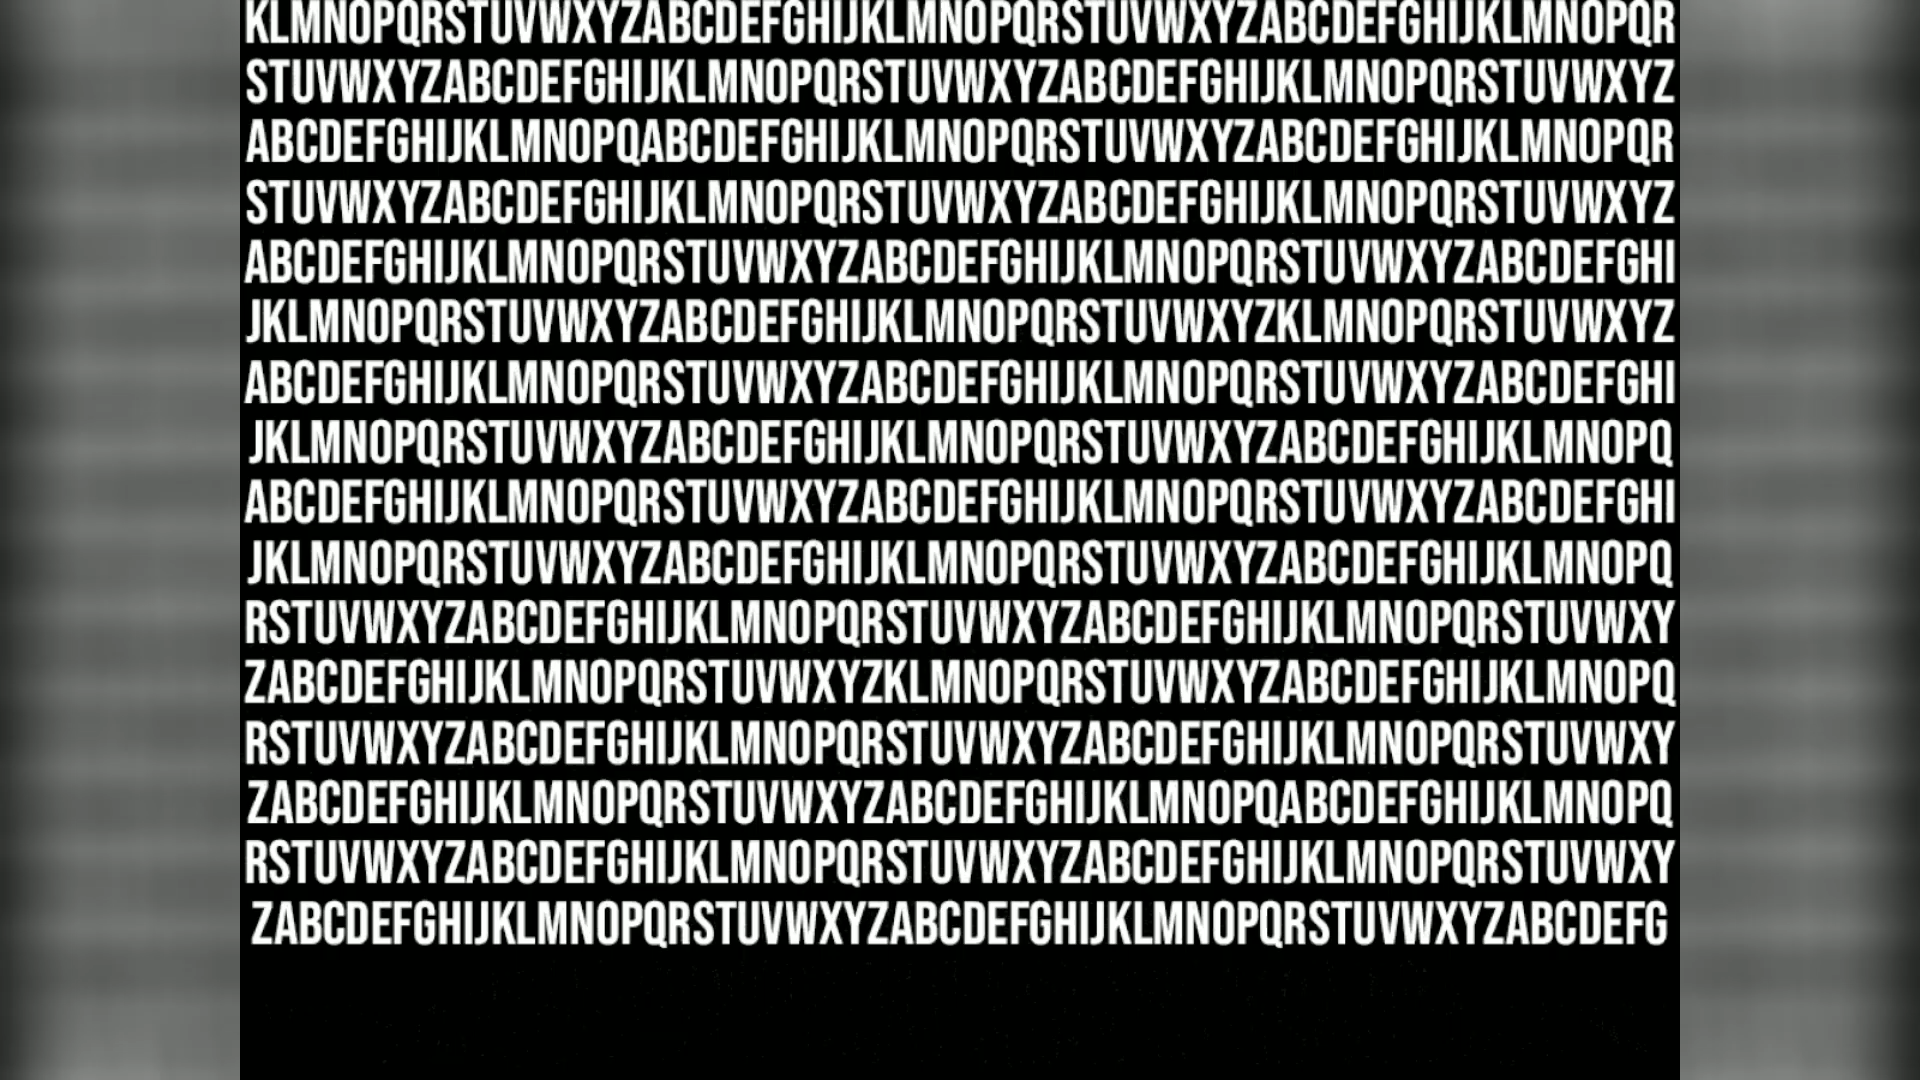 KLMNOPQRSTUVWXYZABCDEFGHIJKLMNOPQRSTUVWXYZABCDEFGHIJKLMNOPQR
STUVWXYZABCDEFGHIJKLMNOPQRSTUVWXYZABCDEFGHIJKLMNOPQRSTUVWXYZ
ABCDEFGHIJKLMNOPQABCDEFGHIJKLMNOPQRSTUVWXYZABCDEFGHIJKLMNOPQR
STUVWXYZABCDEFGHIJKLMNOPQRSTUVWXYZABCDEFGHIJKLMNOPQRSTUVWXYZ
ABCDEFGHIJKLMNOPQRSTUVWXYZABCDEFGHIJKLMNOPQRSTUVWXYZABCDEFGHI
JKLMNOPQRSTUVWXYZABCDEFGHIJKLMNOPQRSTUVWXYZKLMNOPQRSTUVWXYZ
ABCDEFGHIJKLMNOPQRSTUVWXYZABCDEFGHIJKLMNOPQRSTUVWXYZABCDEFGHI
JKLMNOPQRSTUVWXYZABCDEFGHIJKLMNOPQRSTUVWXYZABCDEFGHIJKLMNOPQ
ABCDEFGHIJKLMNOPQRSTUVWXYZABCDEFGHIJKLMNOPQRSTUVWXYZABCDEFGHI
JKLMNOPQRSTUVWXYZABCDEFGHIJKLMNOPQRSTUVWXYZABCDEFGHIJKLMNOPQ
RSTUVWXYZABCDEFGHIJKLMNOPQRSTUVWXYZABCDEFGHIJKLMNOPQRSTUVWXY
ZABCDEFGHIJKLMNOPQRSTUVWXYZKLMNOPQRSTUVWXYZABCDEFGHIJKLMNOPQ
RSTUVWXYZABCDEFGHIJKLMNOPQRSTUVWXYZABCDEFGHIJKLMNOPQRSTUVWXY
ZABCDEFGHIJKLMNOPQRSTUVWXYZABCDEFGHIJKLMNOPQABCDEFGHIJKLMNOPQ
RSTUVWXYZABCDEFGHIJKLMNOPQRSTUVWXYZABCDEFGHIJKLMNOPQRSTUVWXY
ZABCDEFGHIJKLMNOPQRSTUVWXYZABCDEFGHIJKLMNOPQRSTUVWXYZABCDEFG